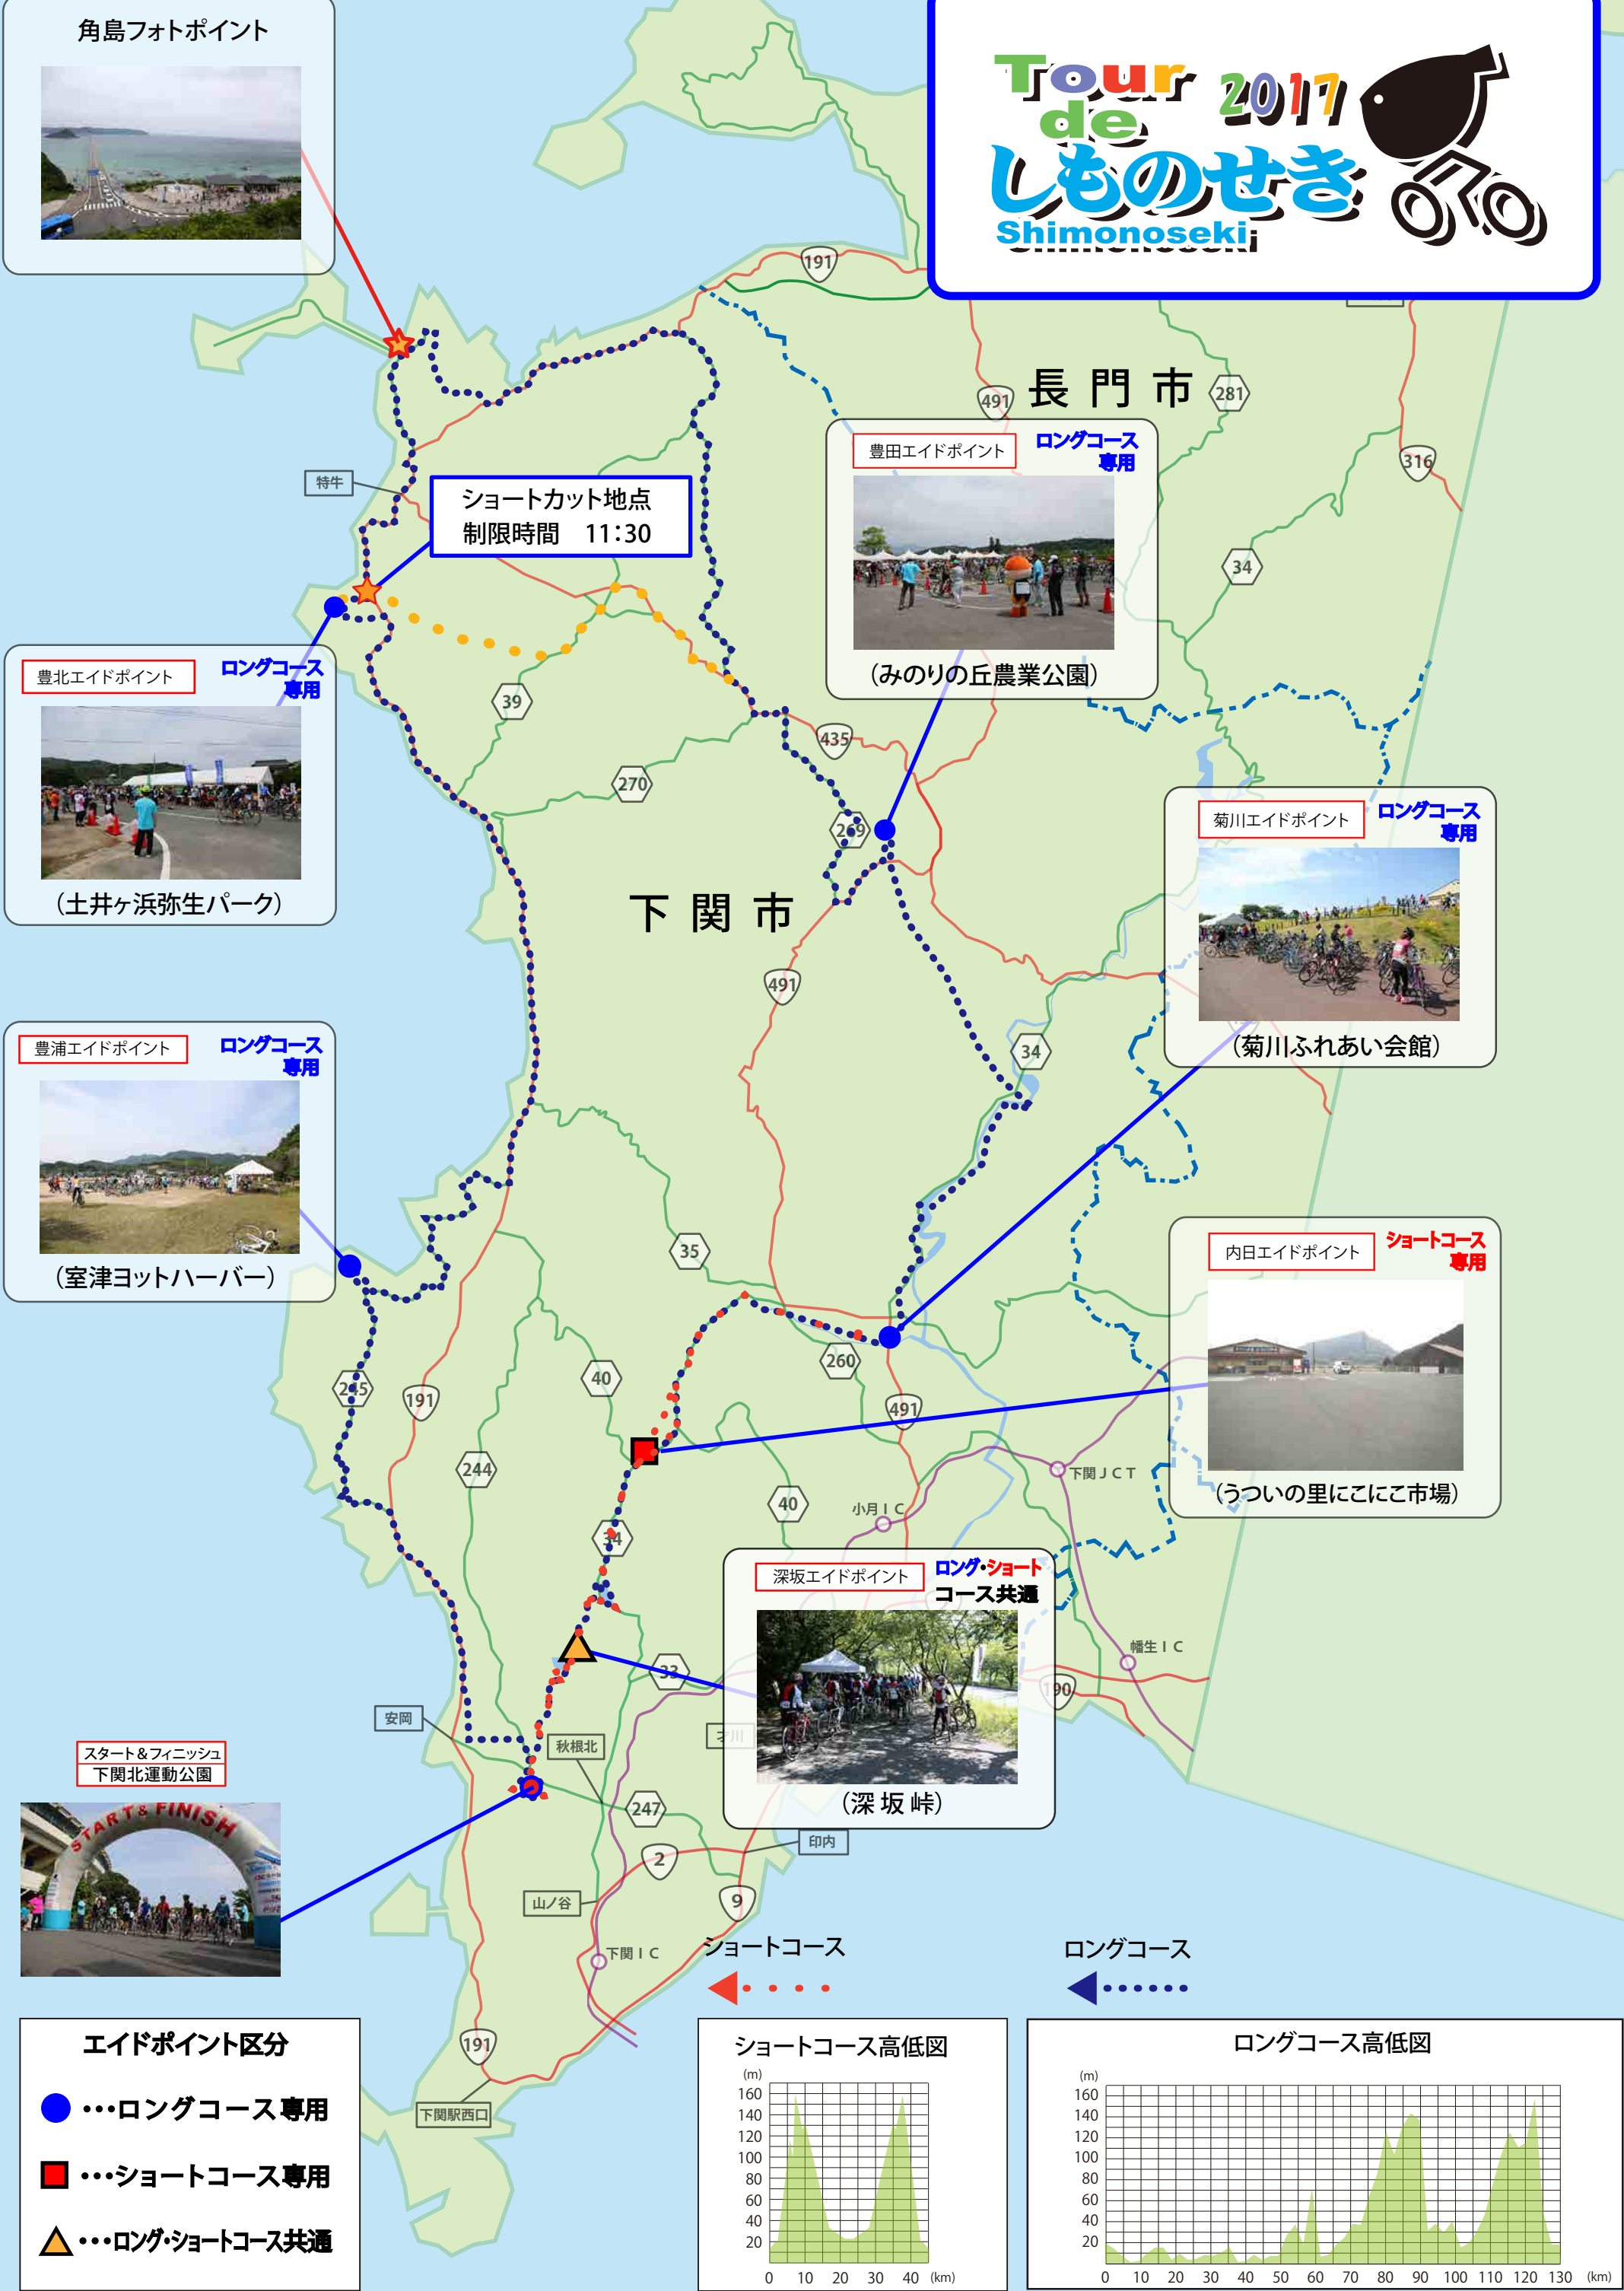 角島フォトポイント
Tour 2017
de
しものせき
Shimonoseki
191
491
長門市
281
316
34
特牛
ショートカット地点
制限時間 11:30
豊田エイドポイント
ロングコース
専用
(みのりの丘農業公園)
豊北エイドポイント
ロングコース
専用
(土井ヶ浜弥生パーク)
39
435
270
269
下関市
491
34
菊川エイドポイント
ロングコース
専用
(菊川ふれあい会館)
豊浦エイドポイント
ロングコース
専用
(室津ヨットハーバー)
35
260
40
245
191
244
491
40
34
内日エイドポイント
ショートコース
専用
(うついの里にこにこ市場)
下関JCT
小月IC
深坂エイドポイント
ロング・ショート
コース共通
(深坂峠)
幡生IC
190
33
安岡
秋根北
才川
247
2
印内
9
山ノ谷
下関IC
191
下関駅西口
スタート&フィニッシュ
下関北運動公園
START & FINISH
ショートコース
ロングコース
エイドポイント区分
・・・ロングコース専用
・・・ショートコース専用
・・・ロング・ショートコース共通
ショートコース高低図
(m)
160
140
120
100
80
60
40
20
0 10 20 30 40 (km)
ロングコース高低図
(m)
160
140
120
100
80
60
40
20
0 10 20 30 40 50 60 70 80 90 100 110 120 130 (km)